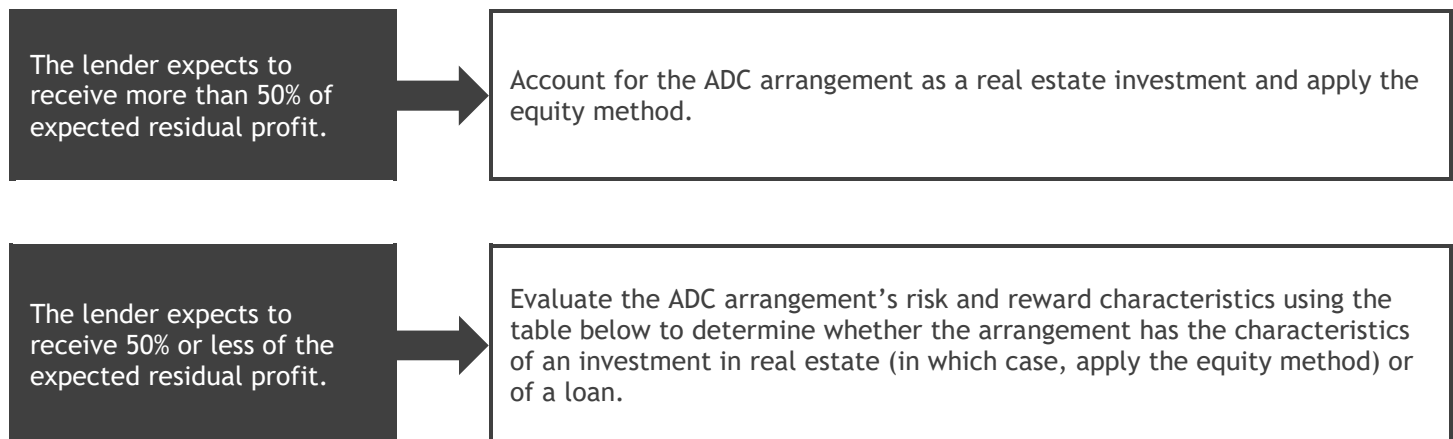 The lender expects to
receive more than 50% of
expected residual profit.
Account for the ADC arrangement as a real estate investment and apply the
equity method.
The lender expects to
receive 50% or less of the
expected residual profit.
Evaluate the ADC arrangement’s risk and reward characteristics using the
table below to determine whether the arrangement has the characteristics
of an investment in real estate (in which case, apply the equity method) or
of a loan.